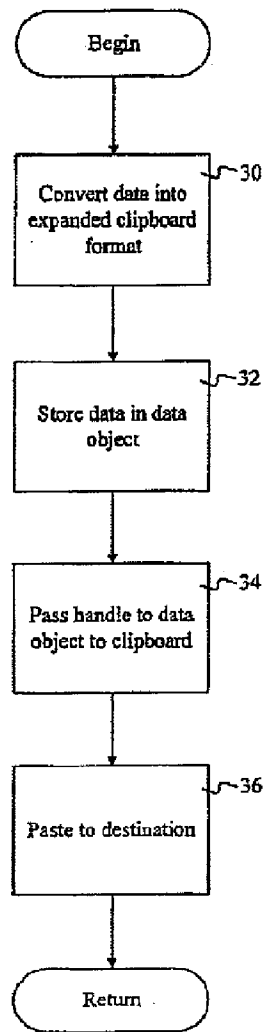 Begin
30
Convert data into
expanded clipboard
format
32
Store data in data
object
34
Pass handle to data
object to clipboard
36
Paste to destination
Return